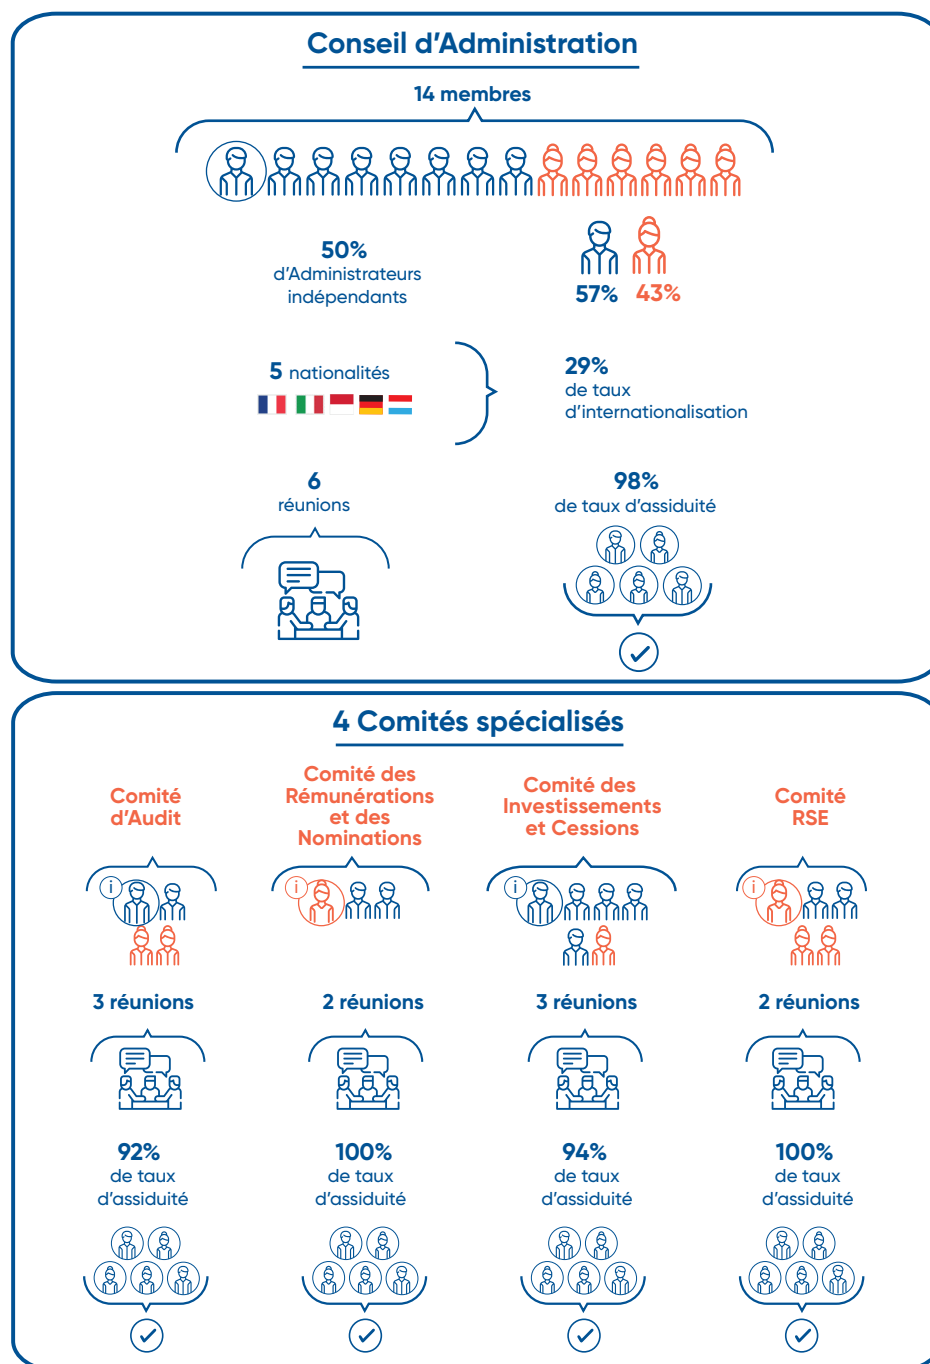 Conseil d'Administration
14 membres
50%
d'Administrateurs
indépendants
57% 43%
5 nationalités
29%
de taux
d'internationalisation
6
réunions
98%
de taux d'assiduité
4 Comités spécialisés
Comité
d'Audit
i
3 réunions
92%
de taux
d'assiduité
Comité des
Rémunérations
et des
Nominations
i
2 réunions
100%
de taux
d'assiduité
Comité des
Investissements
et Cessions
i
3 réunions
94%
de taux
d'assiduité
Comité
RSE
i
2 réunions
100%
de taux
d'assiduité